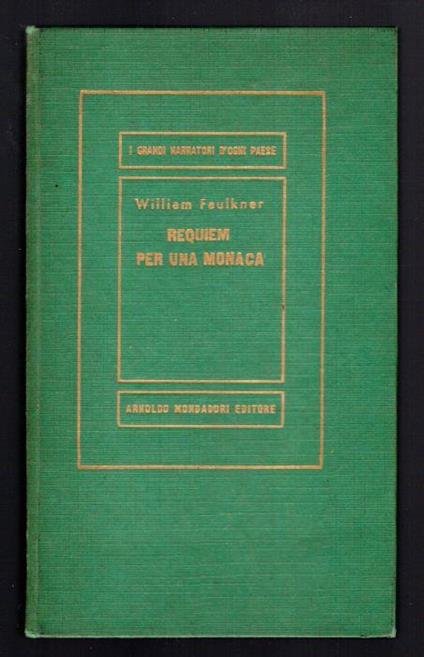 I GRANDI NARRATORI D'OGNI PAESE
William Faulkner
REQUIEM
PER UNA MONACA
ARNOLDO MONDADORI EDITORE